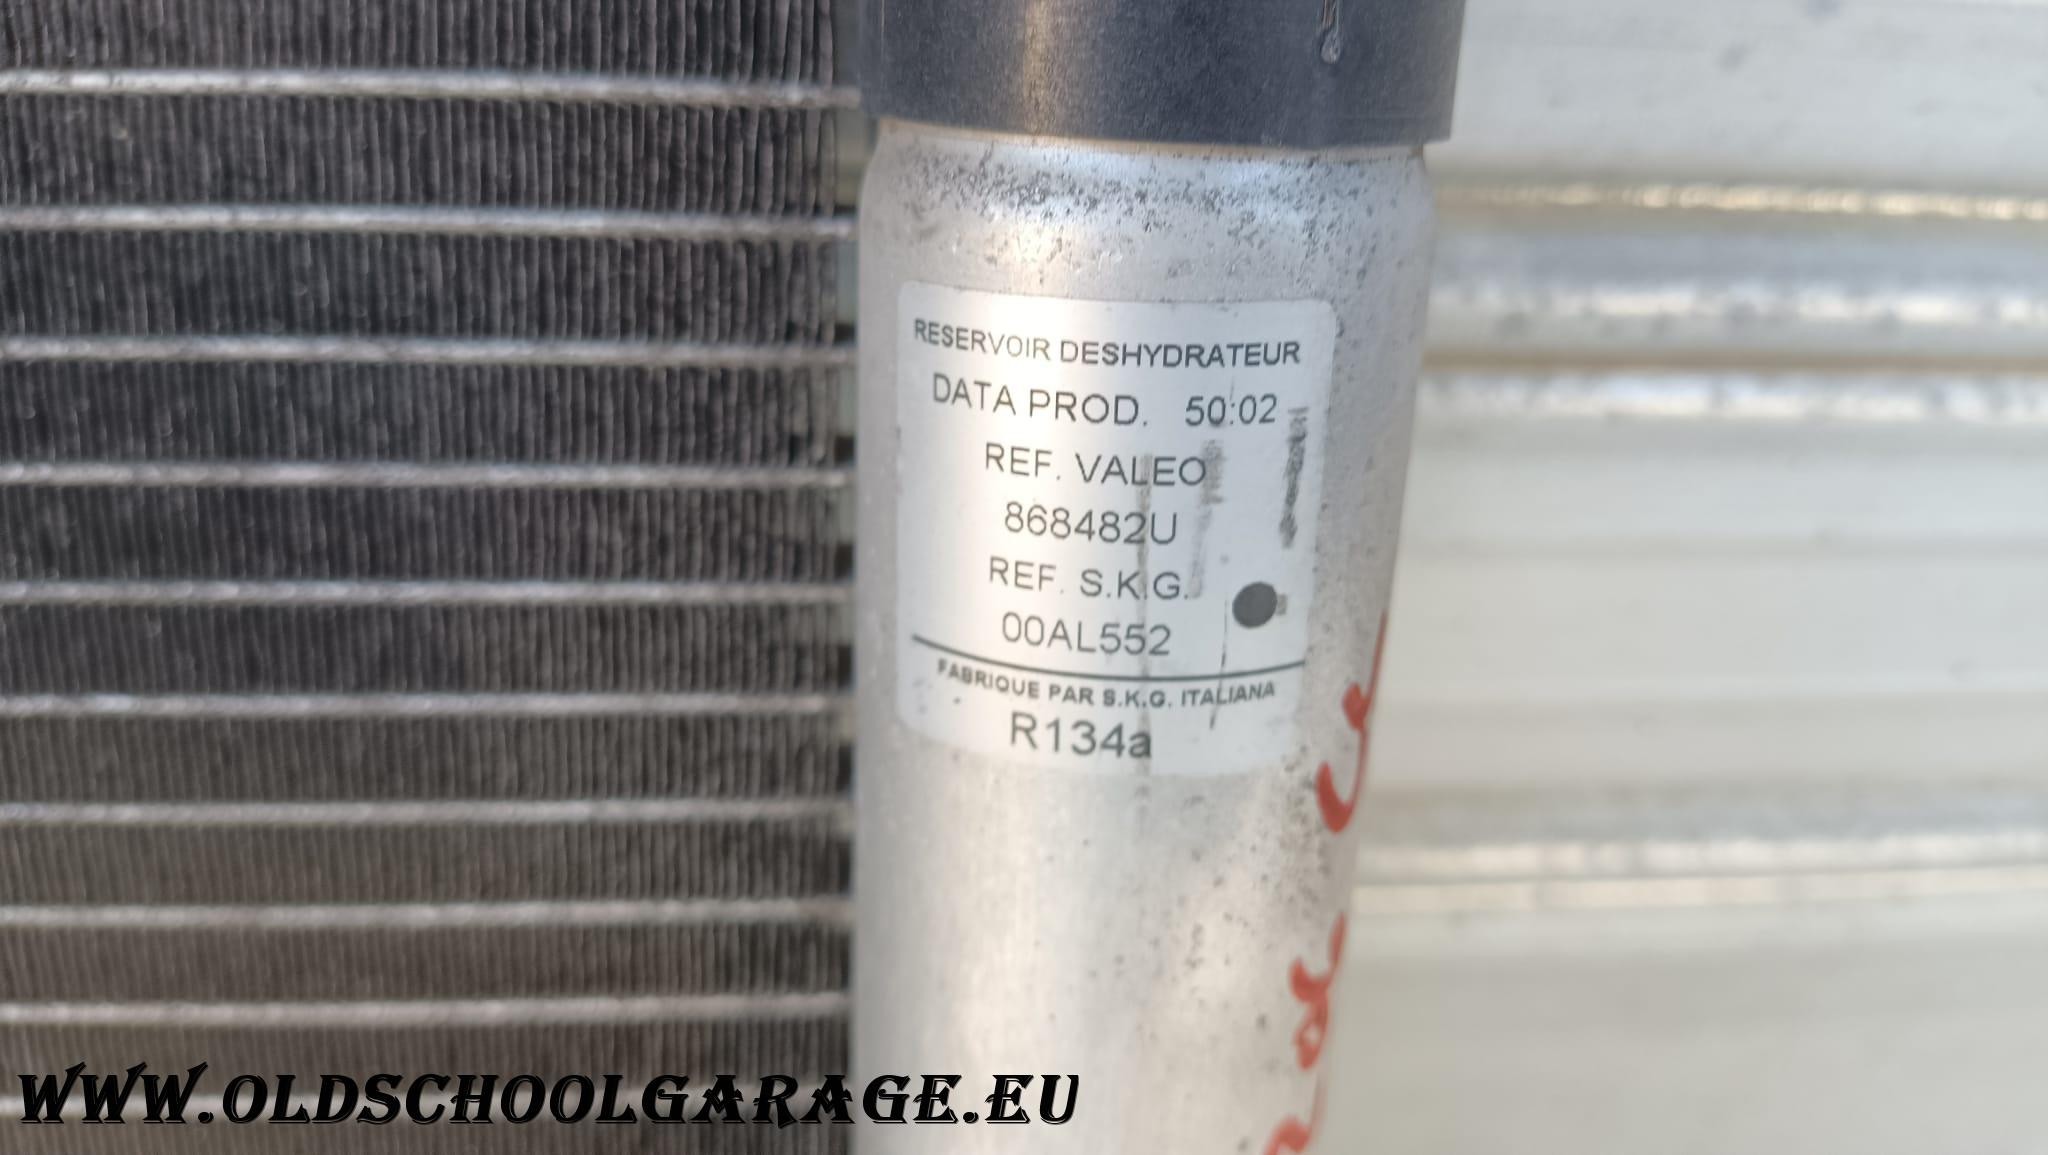 RESERVOIR DESHYDRATEUR
DATA PROD. 50:02
REF. VALEO
868482U
REF. S.K.G.
00AL552
FABRIQUE PAR S.K.G. ITALIANA
R134a
WWW.OLDSCHOOLGARAGE.EU